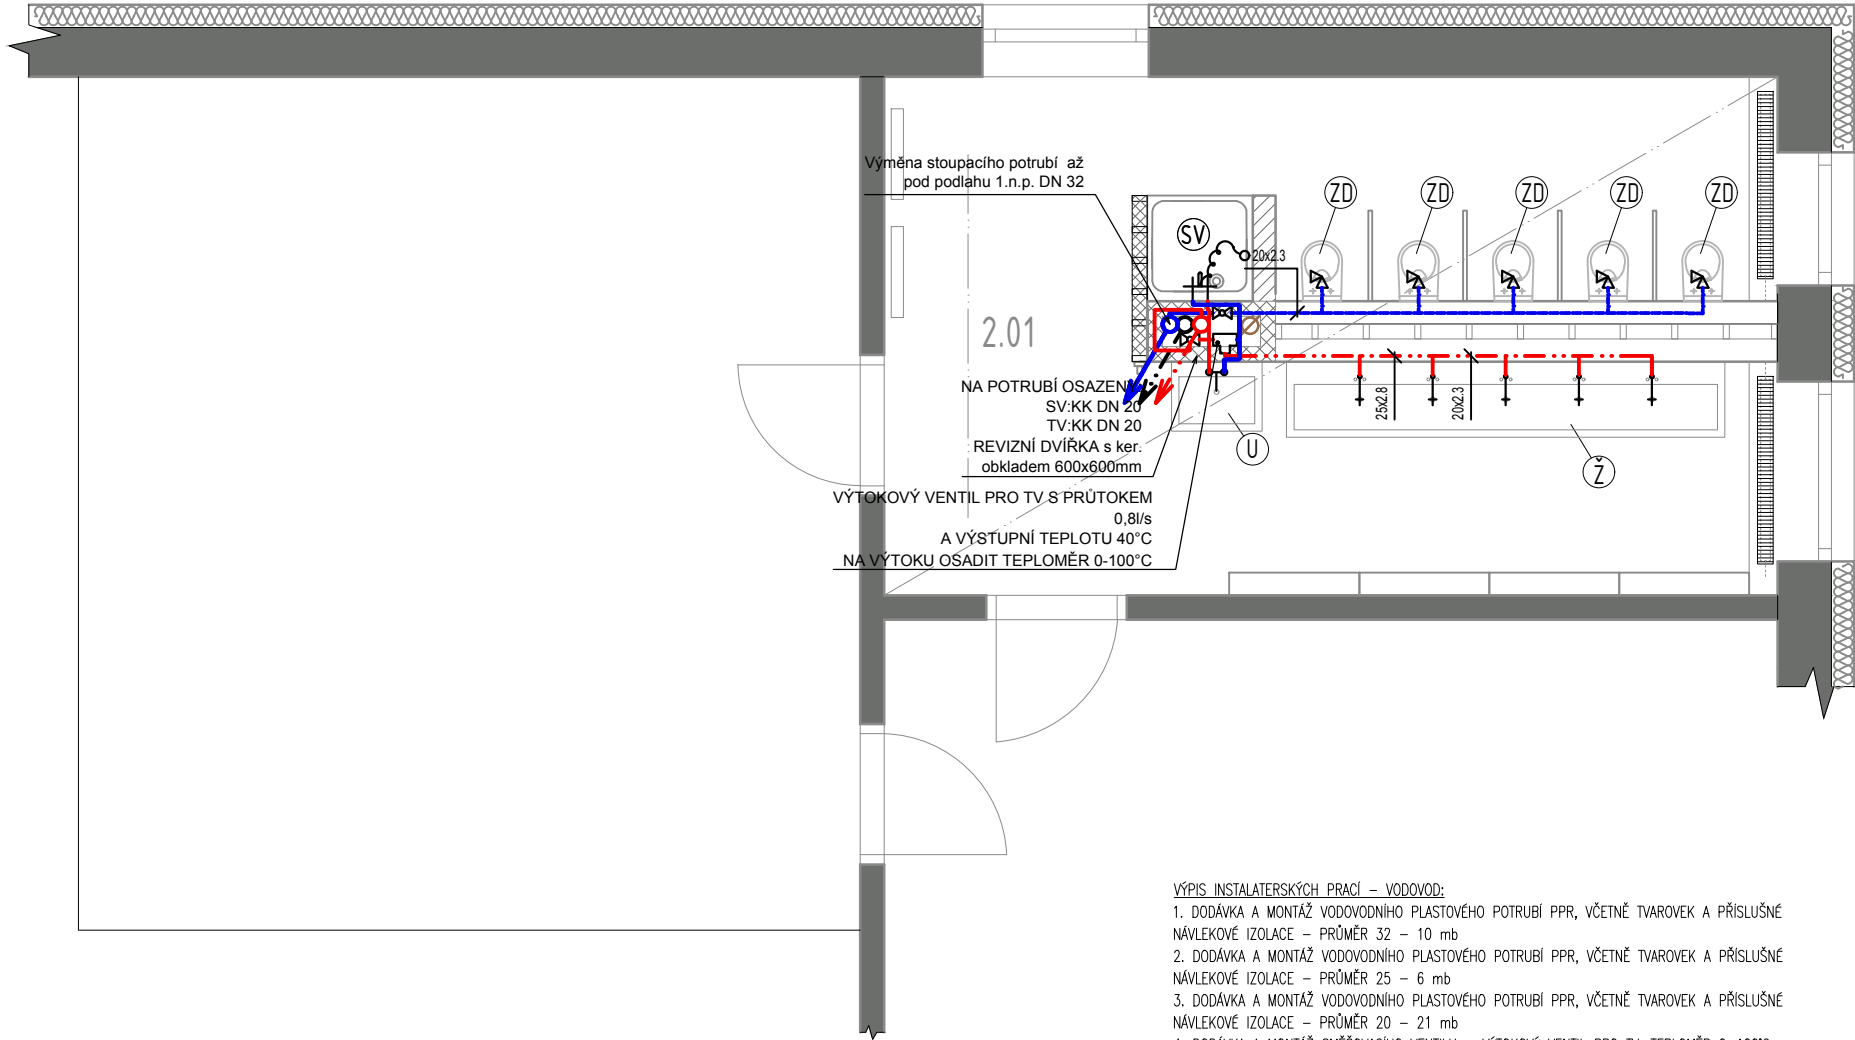 Výměna stoupacího potrubí až
pod podlahu 1.n.p. DN 32
ZD
ZD
ZD
ZD
ZD
SV
20x2.3
2.01
NA POTRUBÍ OSAZENY
SV:KK DN 20
TV:KK DN 20
REVIZNÍ DVÍŘKA s ker.
obkladem 600x600mm
25x2.8
20x2.3
U
Ž
VÝTOKOVÝ VENTIL PRO TV S PRŮTOKEM
0,8l/s
A VÝSTUPNÍ TEPLOTU 40°C
NA VÝTOKU OSADIT TEPLOMĚR 0-100°C
VÝPIS INSTALATERSKÝCH PRACÍ – VODOVOD:
1. DODÁVKA A MONTÁŽ VODOVODNÍHO PLASTOVÉHO POTRUBÍ PPR, VČETNĚ TVAROVEK A PŘÍSLUŠNÉ
NÁVLEKOVÉ IZOLACE – PRŮMĚR 32 – 10 mb
2. DODÁVKA A MONTÁŽ VODOVODNÍHO PLASTOVÉHO POTRUBÍ PPR, VČETNĚ TVAROVEK A PŘÍSLUŠNÉ
NÁVLEKOVÉ IZOLACE – PRŮMĚR 25 – 6 mb
3. DODÁVKA A MONTÁŽ VODOVODNÍHO PLASTOVÉHO POTRUBÍ PPR, VČETNĚ TVAROVEK A PŘÍSLUŠNÉ
NÁVLEKOVÉ IZOLACE – PRŮMĚR 20 – 21 mb